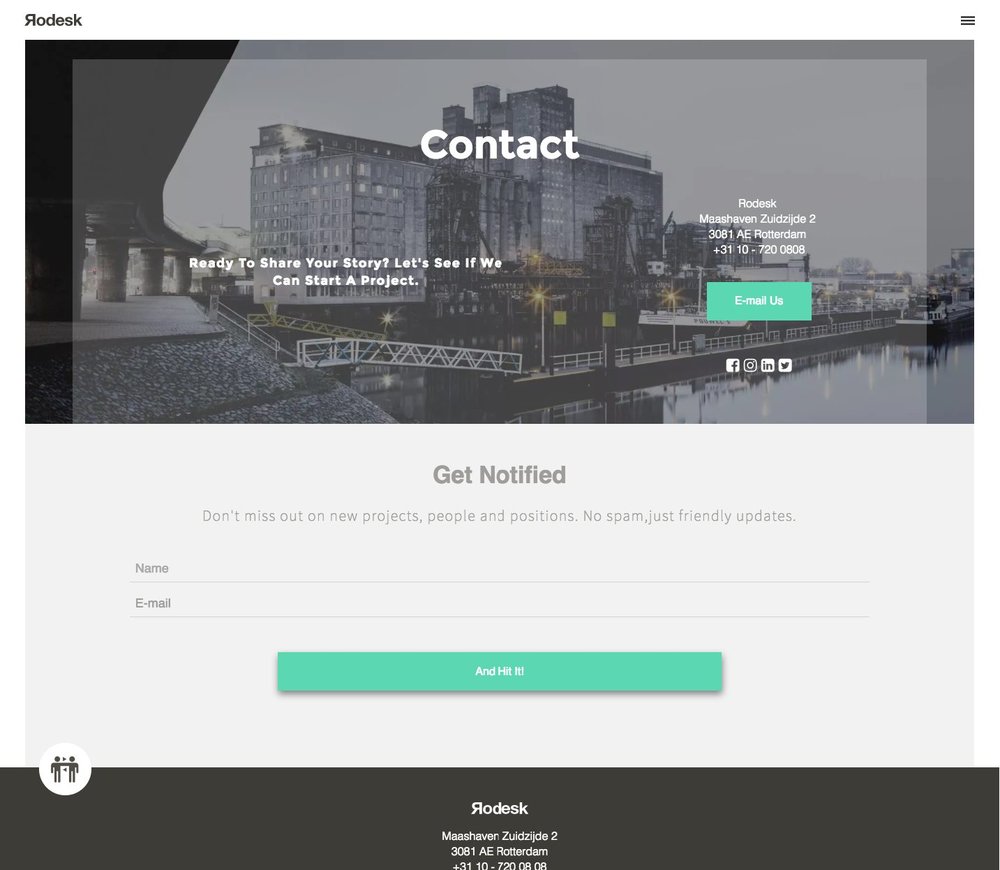 Rodesk
Contact
Ready To Share Your Story? Let's See If We
Can Start A Project.
Rodesk
Maashaven Zuidzijde 2
3081 AE Rotterdam
+31 10 - 720 0808
E-mail Us
Get Notified
Don't miss out on new projects, people and positions. No spam,just friendly updates.
Name
E-mail
And Hit It!
Rodesk
Maashaven Zuidzijde 2
3081 AE Rotterdam
+31 10 - 720 08 08